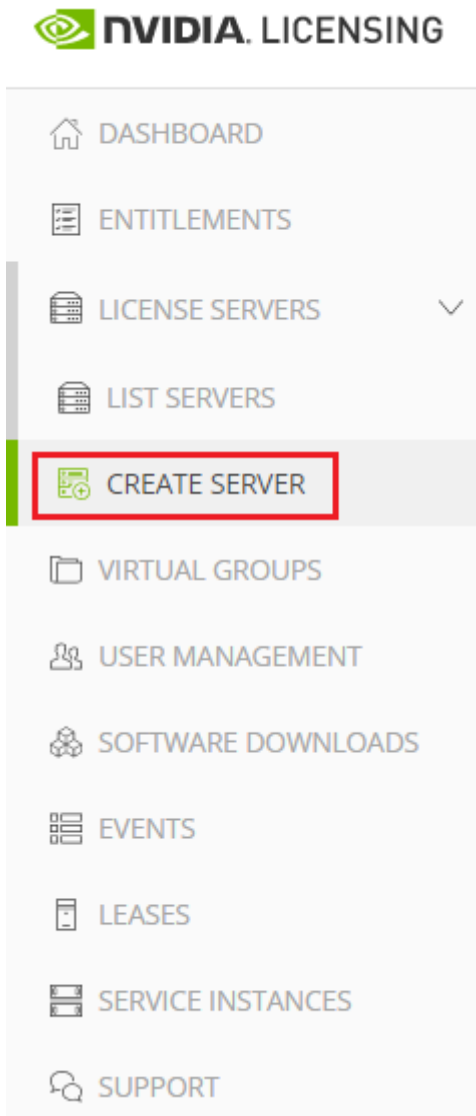 NVIDIA. LICENSING
DASHBOARD
ENTITLEMENTS
LICENSE SERVERS
LIST SERVERS
CREATE SERVER
VIRTUAL GROUPS
USER MANAGEMENT
SOFTWARE DOWNLOADS
EVENTS
LEASES
SERVICE INSTANCES
SUPPORT